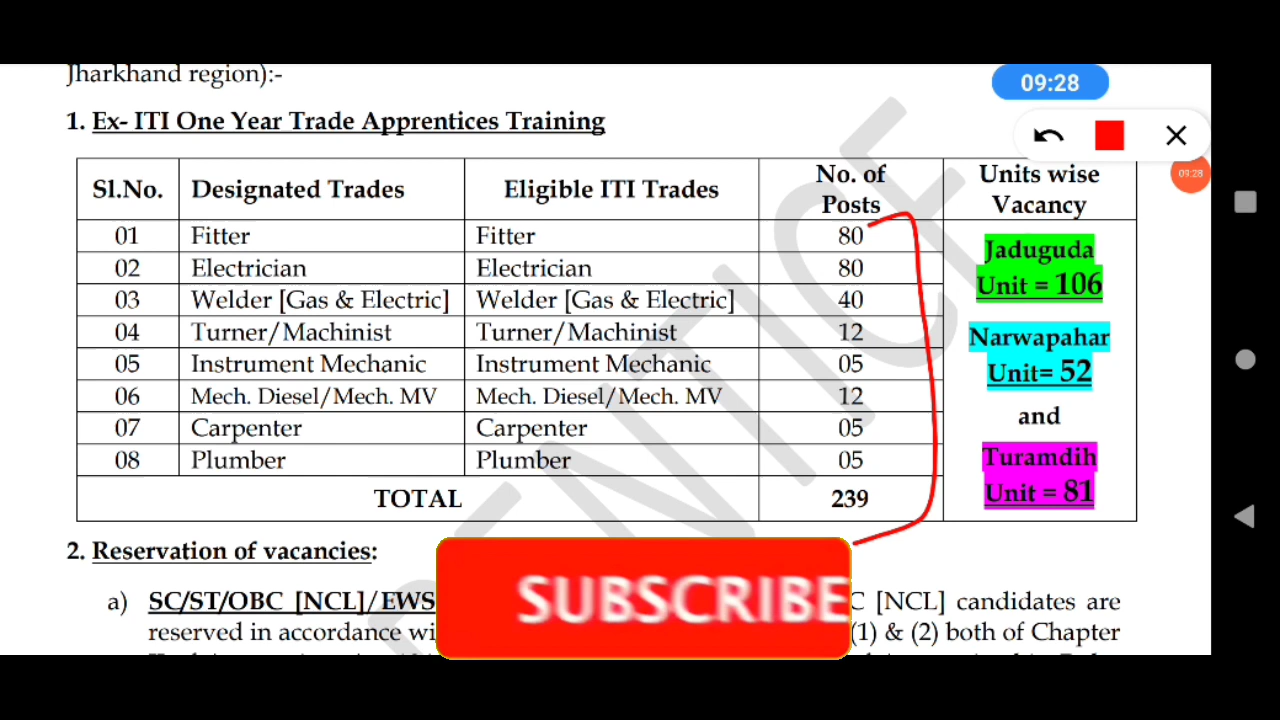 Jharkhand region):-
09:28
1. Ex- ITI One Year Trade Apprentices Training
09:28
Sl.No. Designated Trades Eligible ITI Trades No. of Posts Units wise Vacancy
01 Fitter Fitter 80
02 Electrician Electrician 80
03 Welder [Gas & Electric] Welder [Gas & Electric] 40
04 Turner/Machinist Turner/Machinist 12
05 Instrument Mechanic Instrument Mechanic 05
06 Mech. Diesel/Mech. MV Mech. Diesel/Mech. MV 12
07 Carpenter Carpenter 05
08 Plumber Plumber 05
TOTAL 239
Jaduguda
Unit = 106
Narwapahar
Unit= 52
and
Turamdih
Unit = 81
2. Reservation of vacancies:
SUBSCRIBE
a) SC/ST/OBC [NCL]/EWS C [NCL] candidates are
reserved in accordance wi (1) & (2) both of Chapter
ENTICE